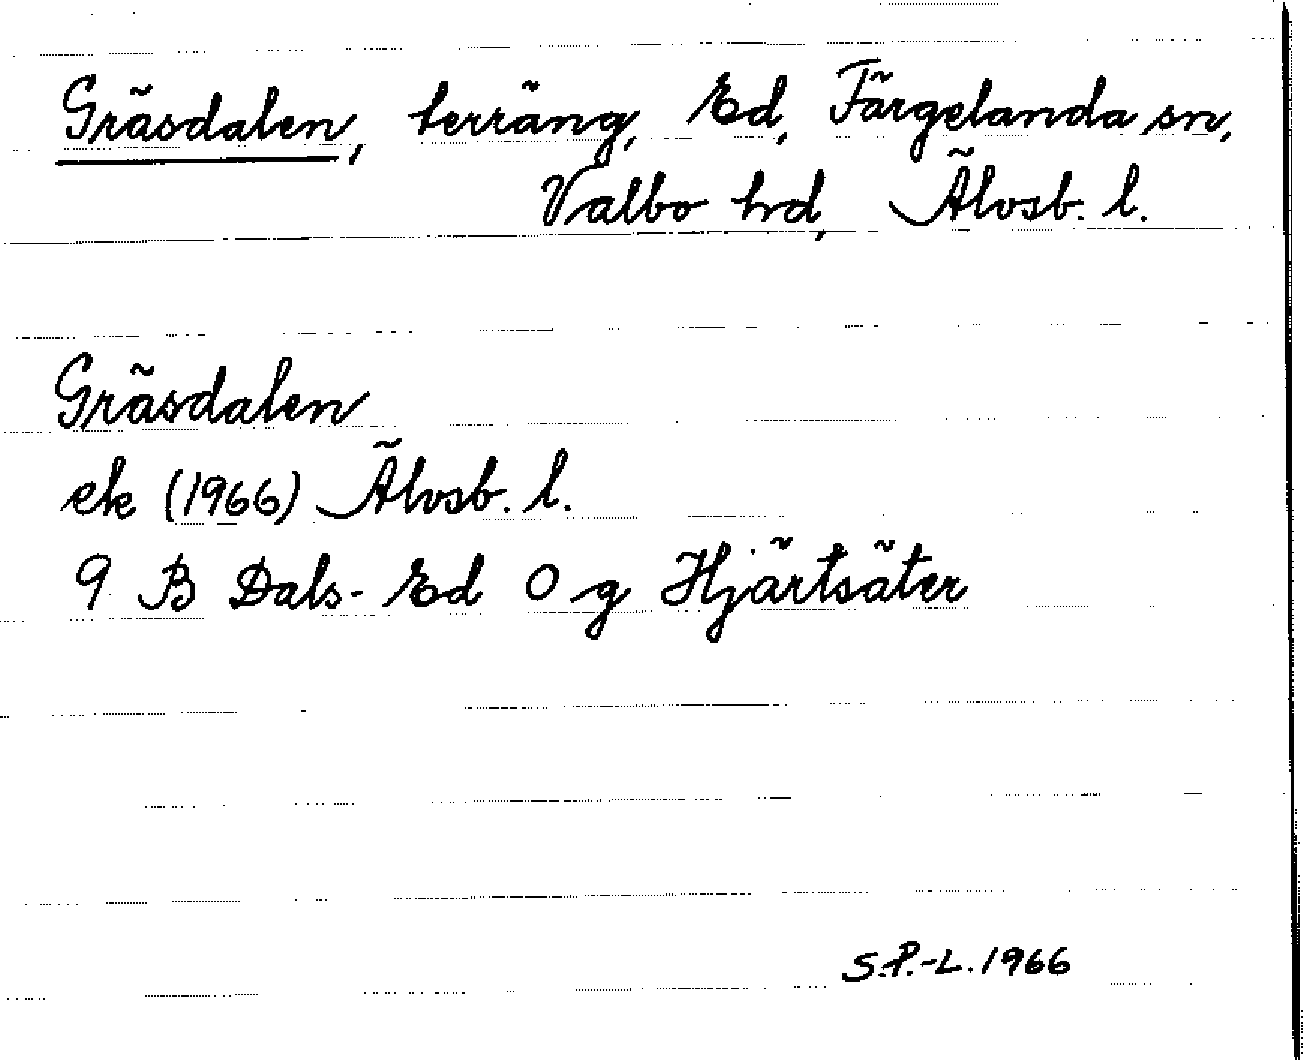 Gräsdalen, terräng, Ed, Färgelanda sn,
Valbo hd, Älvsb. l.
Gräsdalen
ek (1966) Älvsb. l.
9 B Dals-Ed 0 g Hjärtsäter
S.P.-L. 1966